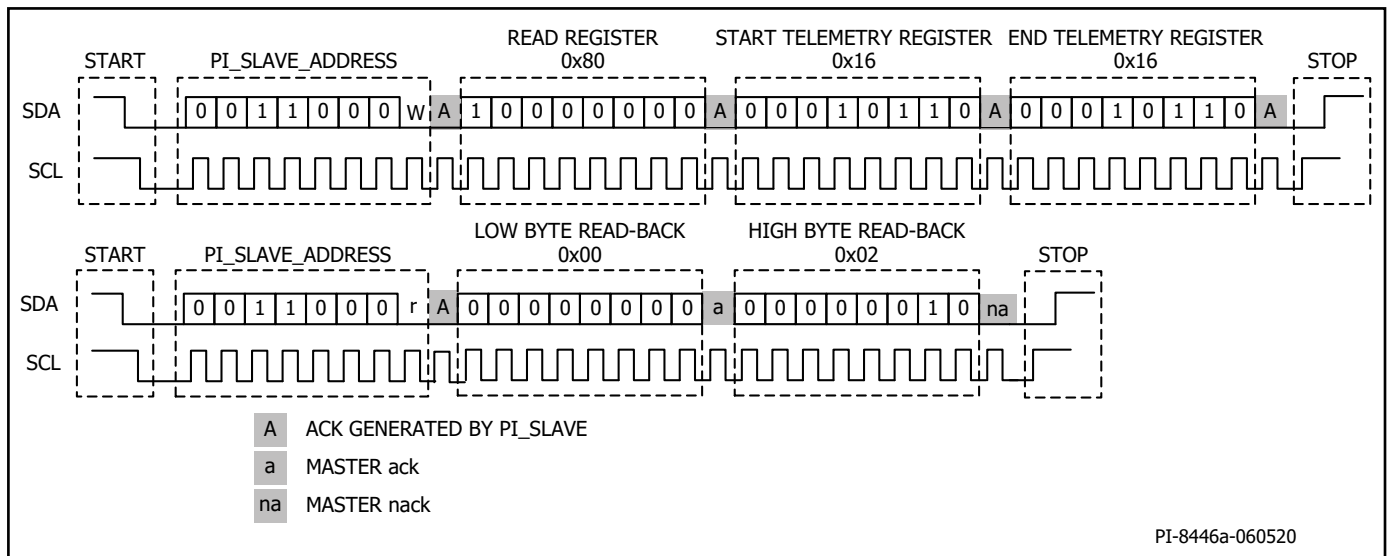 READ REGISTER START TELEMETRY REGISTER END TELEMETRY REGISTER
START PI_SLAVE_ADDRESS 0x80 0x16 0x16 STOP
SDA 0 0 1 1 0 0 0 W A 1 0 0 0 0 0 0 0 A 0 0 0 1 0 1 1 0 A 0 0 0 1 0 1 1 0 A
SCL
LOW BYTE READ-BACK HIGH BYTE READ-BACK
START PI_SLAVE_ADDRESS 0x00 0x02 STOP
SDA 0 0 1 1 0 0 0 r A 0 0 0 0 0 0 0 0 a 0 0 0 0 0 0 1 0 na
SCL
A ACK GENERATED BY PI_SLAVE
a MASTER ack
na MASTER nack
PI-8446a-060520